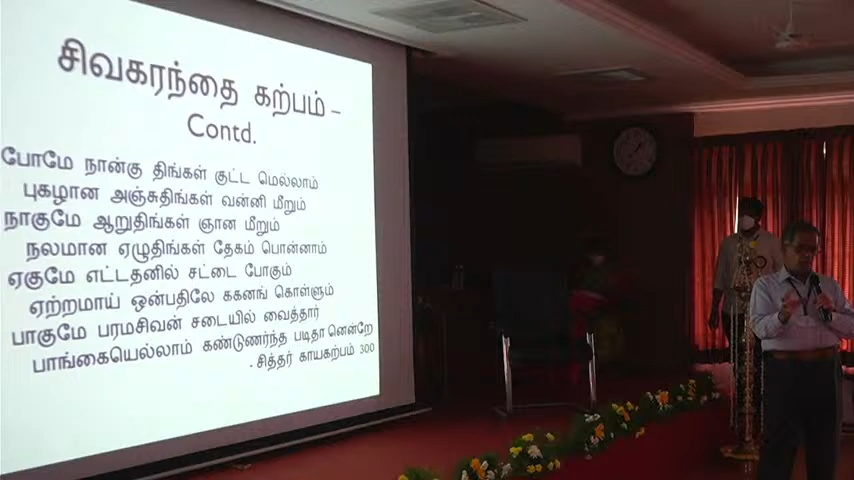 சிவகரந்தை கற்பம் –
Contd.
போமே நான்கு திங்கள் குட்ட மெல்லாம்
புகழான அஞ்சுதிங்கள் வன்னி மீறும்
நாகுமே ஆறுதிங்கள் ஞான மீறும்
நலமான ஏழுதிங்கள் தேகம் பொன்னாம்
ஏகுமே எட்டதனில் சட்டை போகும்
ஏற்றமாய் ஒன்பதிலே ககனங் கொள்ளும்
பாகுமே பரமசிவன் சடையில் வைத்தார்
பாங்கையெல்லாம் கண்டுணர்ந்த படிதா னென்றே
- சித்தர் காயகற்பம் 300